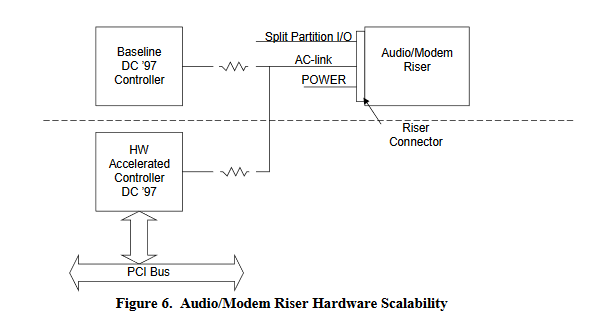 Split Partition I/O
Baseline
DC '97
Controller
Audio/Modem
Riser
AC-link
POWER
Riser
Connector
HW
Accelerated
Controller
DC '97
PCI Bus
Figure 6.  Audio/Modem Riser Hardware Scalability